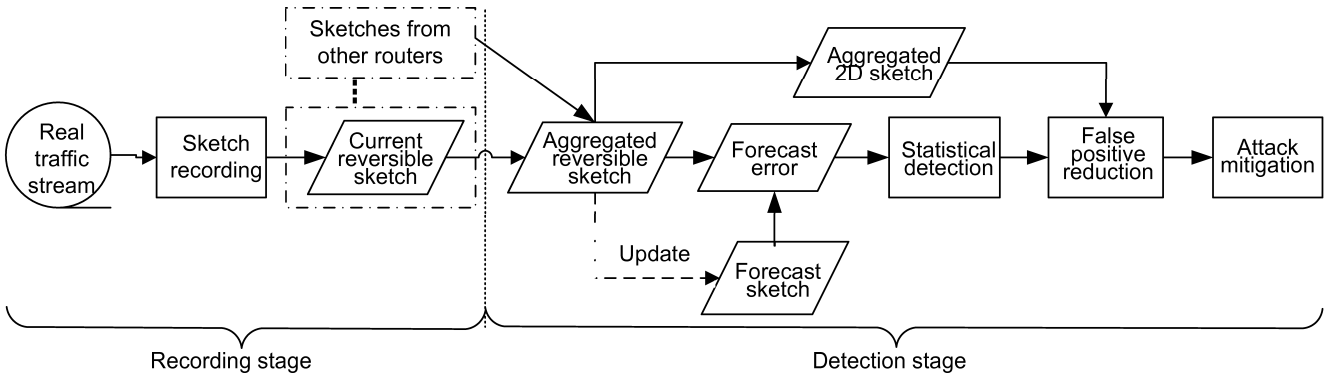 Sketches from
other routers
Real
traffic
stream
Sketch
recording
Current
reversible
sketch
Aggregated
reversible
sketch
Aggregated
2D sketch
Forecast
error
Statistical
detection
False
positive
reduction
Attack
mitigation
Update
Forecast
sketch
Recording stage
Detection stage